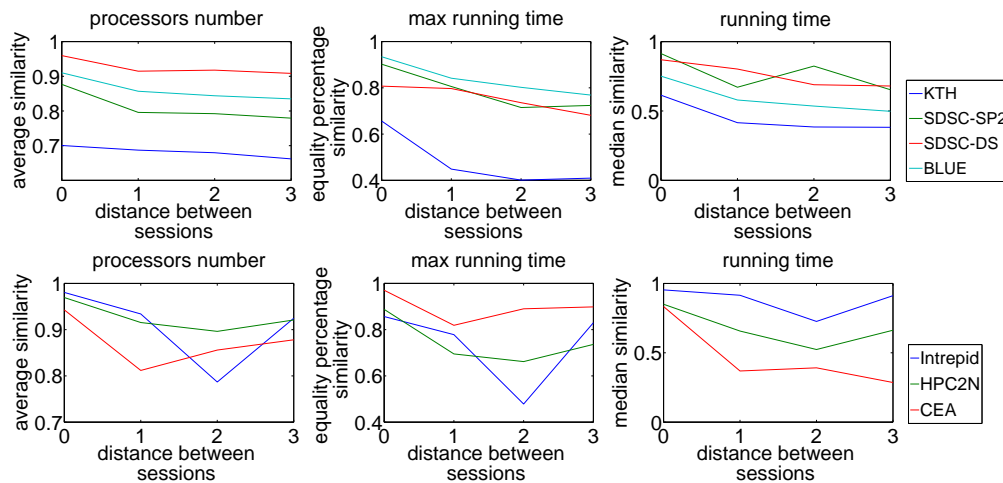 processors number
average similarity
1
0.9
0.8
0.7
0 1 2 3
distance between
sessions
max running time
equality percentage
similarity
1
0.8
0.6
0.4
0 1 2 3
distance between
sessions
running time
median similarity
1
0.5
0
0 1 2 3
distance between
sessions
KTH
SDSC-SP2
SDSC-DS
BLUE
processors number
average similarity
1
0.9
0.8
0.7
0 1 2 3
distance between
sessions
max running time
equality percentage
similarity
1
0.8
0.6
0.4
0 1 2 3
distance between
sessions
running time
median similarity
1
0.5
0
0 1 2 3
distance between
sessions
Intrepid
HPC2N
CEA